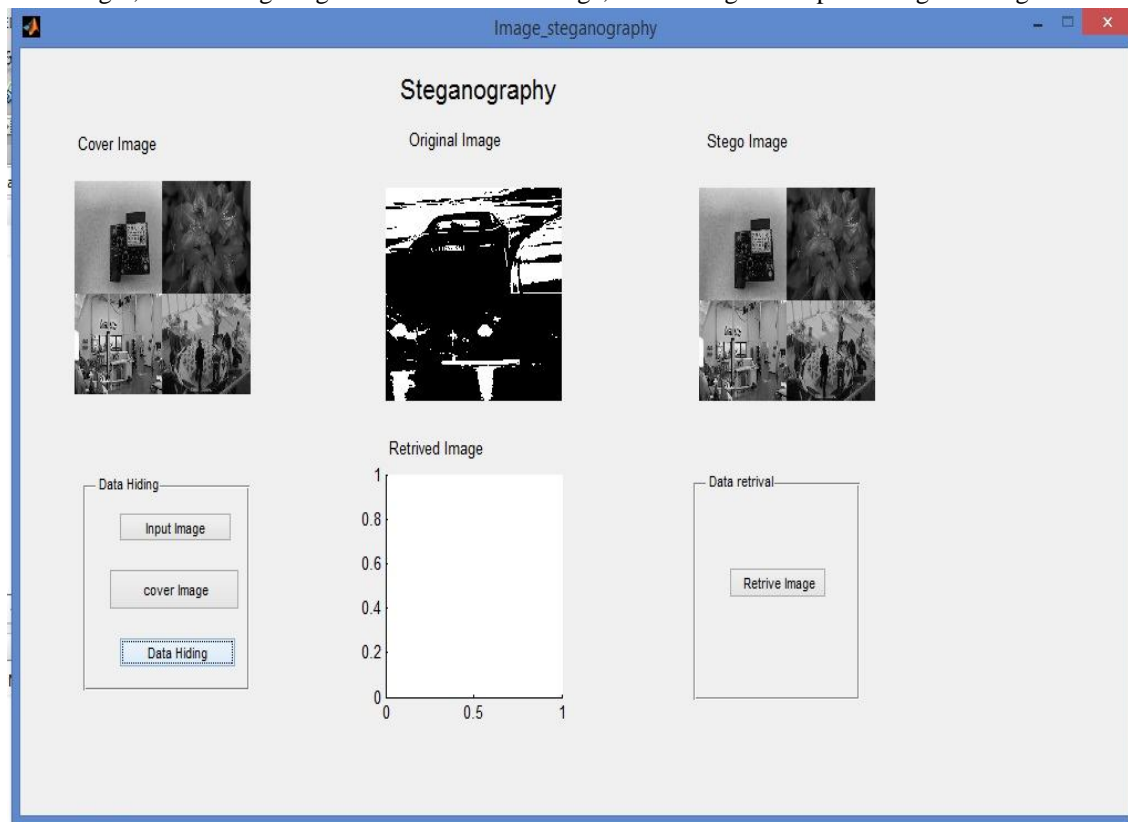 Image_steganography
Steganography
Cover Image
Original Image
Stego Image
Retrived Image
Data Hiding
Input Image
cover Image
Data Hiding
1
0.8
0.6
0.4
0.2
0
0
0.5
1
Data retrival
Retrive Image